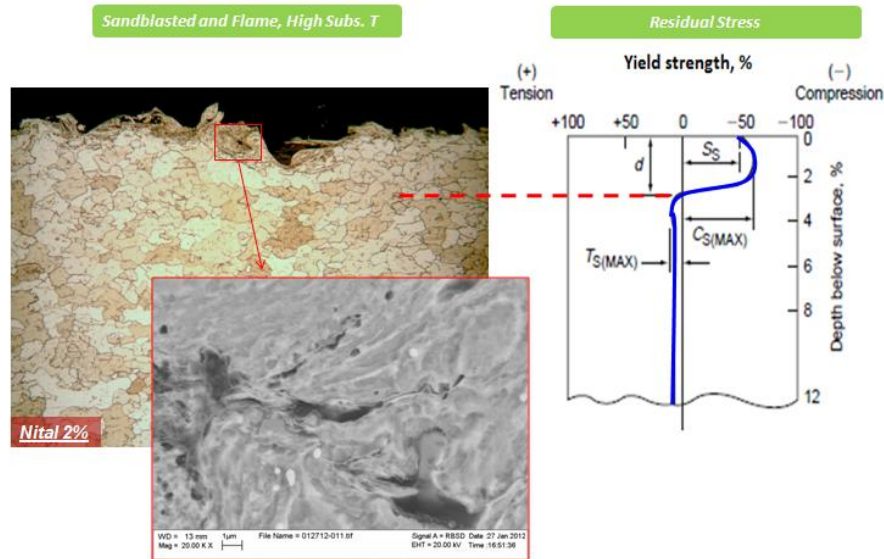 Sandblasted and Flame, High Subs. T
Residual Stress
Yield strength, %
(+)
Tension
(−)
Compression
+100 +50 0 −50 −100
0
2
4
6
8
12
d
SS
CS(MAX)
TS(MAX)
Depth below surface, %
Nital 2%
WD = 13 mm 1µm File Name = 012712-011.tif Signal A = RBSD Date :27 Jan 2012
Mag = 20.00 K X EHT = 20.00 kV Time :16:51:36